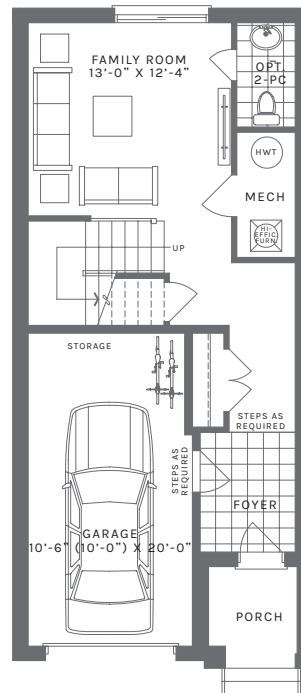 FAMILY ROOM
13'-0" X 12'-4"
OPT.
2-PC
HWT
MECH
HI-
EFFIC.
FURN.
UP
STORAGE
STEPS AS
REQUIRED
STEPS AS
REQUIRED
FOYER
GARAGE
10'-6" (10'-0") X 20'-0"
PORCH